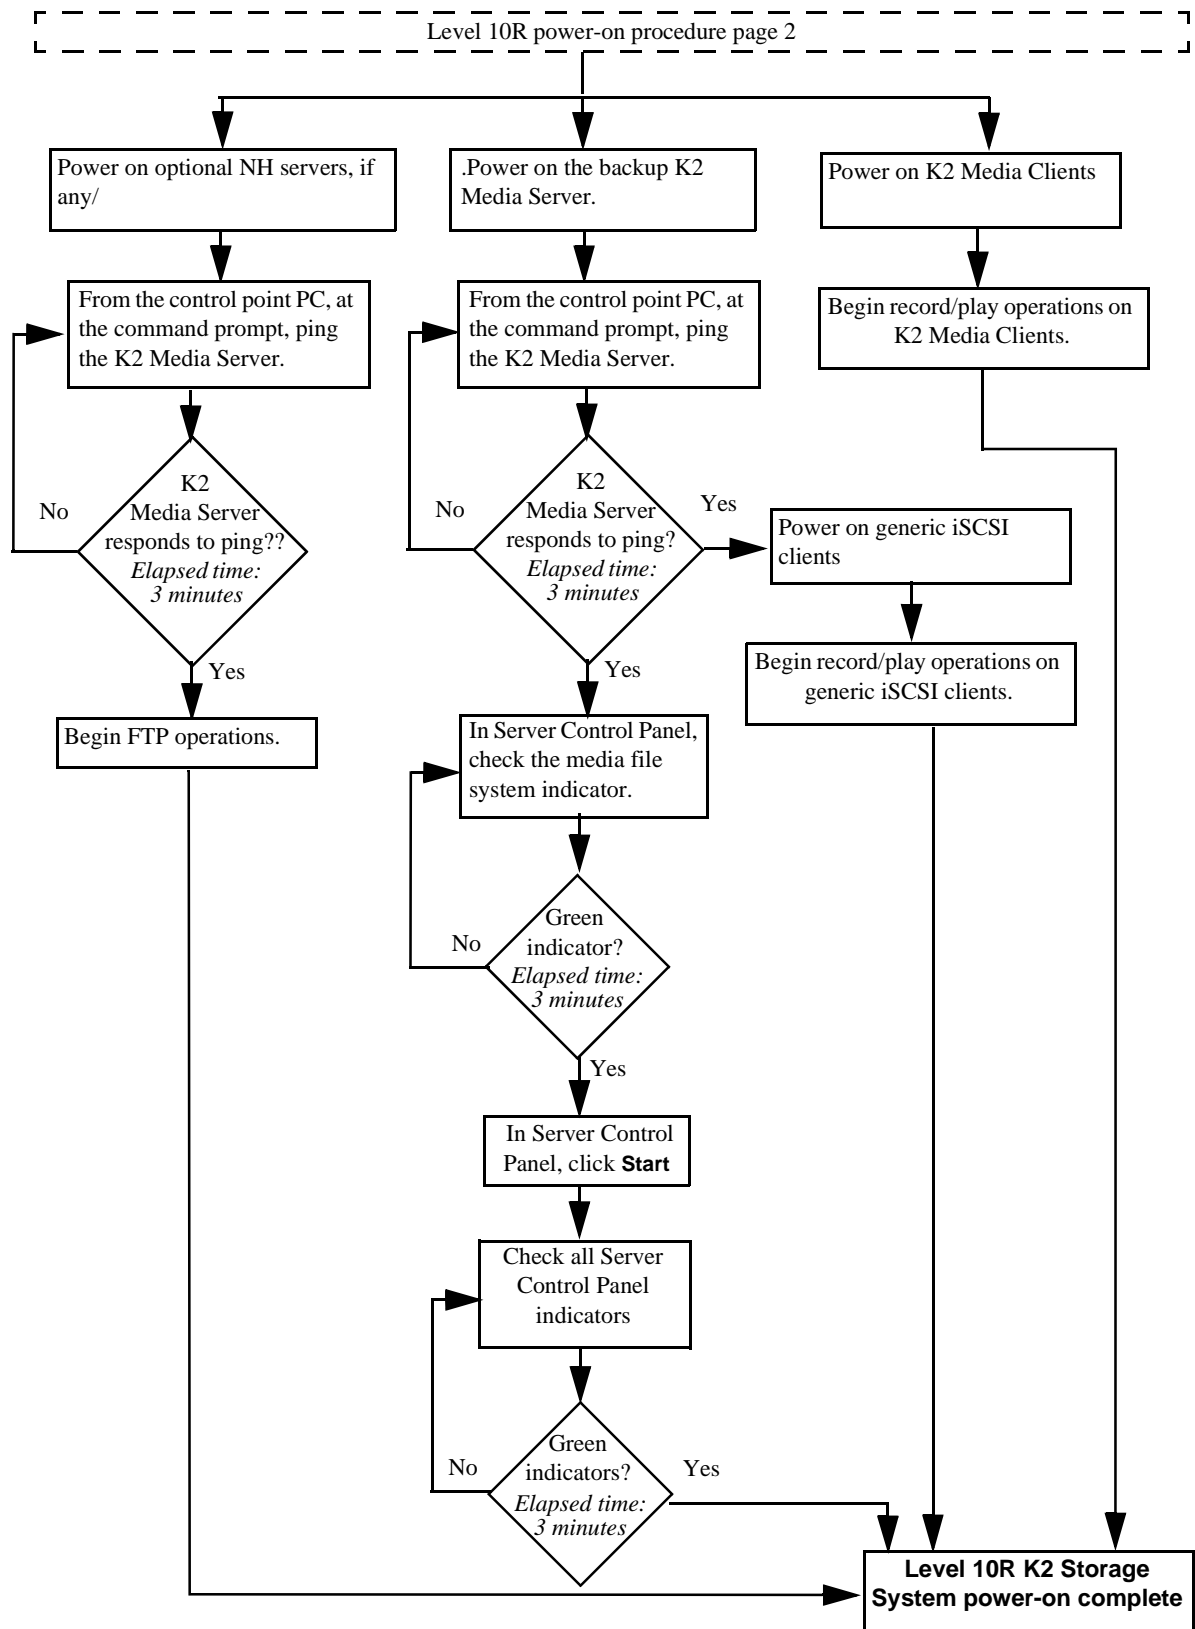 Level 10R power-on procedure page 2
Power on optional NH servers, if
any/
.Power on the backup K2
Media Server.
Power on K2 Media Clients
From the control point PC, at
the command prompt, ping
the K2 Media Server.
From the control point PC, at
the command prompt, ping
the K2 Media Server.
Begin record/play operations on
K2 Media Clients.
K2
Media Server
responds to ping??
Elapsed time:
3 minutes
No
Yes
K2
Media Server
responds to ping?
Elapsed time:
3 minutes
No
Yes
Yes
Power on generic iSCSI
clients
Begin record/play operations on
generic iSCSI clients.
Begin FTP operations.
In Server Control Panel,
check the media file
system indicator.
Green
indicator?
Elapsed time:
3 minutes
No
Yes
In Server Control
Panel, click Start
Check all Server
Control Panel
indicators
Green
indicators?
Elapsed time:
3 minutes
No
Yes
Level 10R K2 Storage
System power-on complete